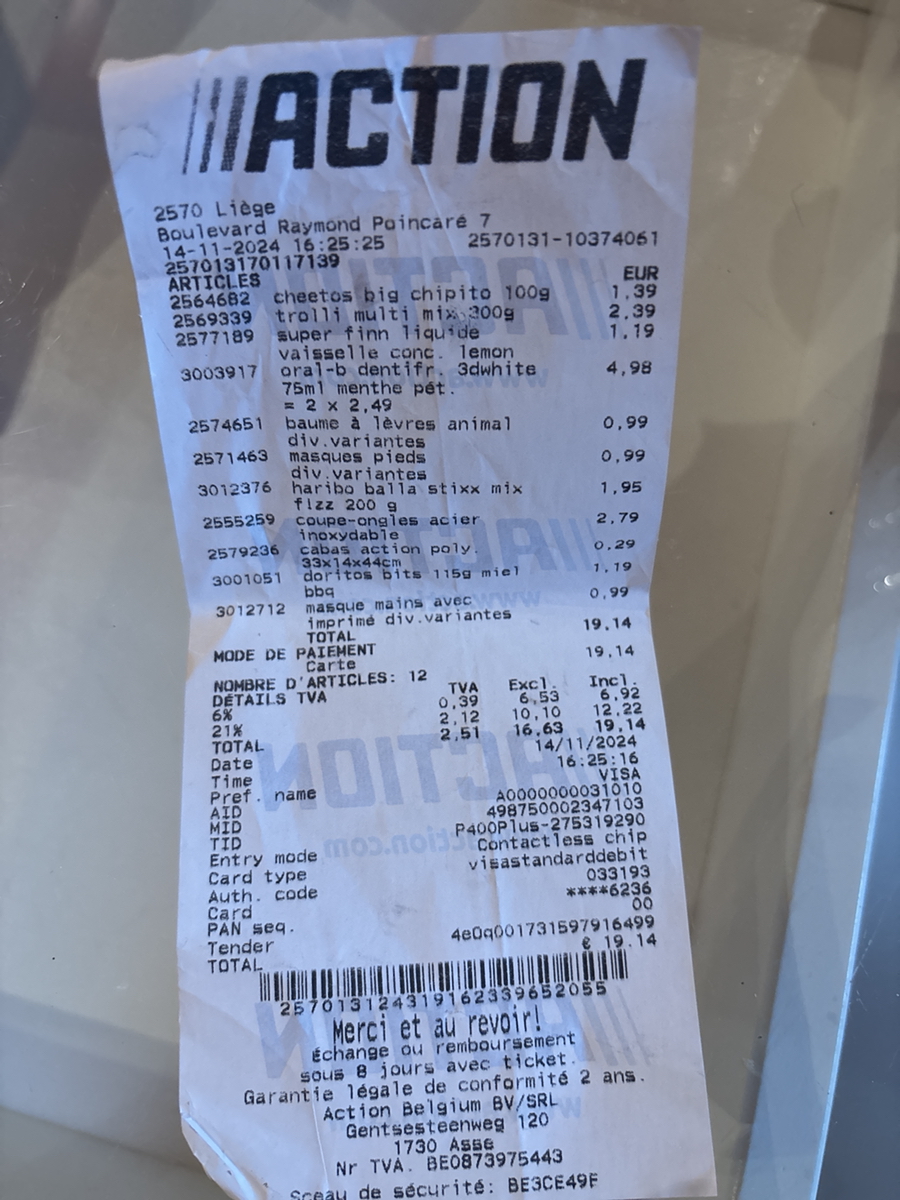 ACTION
2570 Liège
Boulevard Raymond Poincaré 7
14-11-2024 16:25:25 2570131-10374061
257013170117139
ARTICLES EUR
2564682 cheetos big chipito 100g 1,39
2569339 trolli multi mix 300g 2,39
2577189 super finn liquide 1,19
vaisselle conc. lemon
3003917 oral-b dentifr. 3dwhite 4,98
75ml menthe pét.
= 2 x 2,49
2574651 baume à lèvres animal 0,99
div.variantes
2571463 masques pieds 0,99
div.variantes
3012376 haribo balla stixx mix 1,95
fizz 200 g
2555259 coupe-ongles acier 2,79
inoxydable
2579236 cabas action poly. 0,29
33x14x44cm
3001051 doritos bits 115g miel 1,19
bbq
3012712 masque mains avec 0,99
imprimé div.variantes
TOTAL 19,14
MODE DE PAIEMENT
Carte 19,14
NOMBRE D'ARTICLES: 12
DÉTAILS TVA TVA Excl. Incl.
6% 0,39 6,53 6,92
21% 2,12 10,10 12,22
TOTAL 2,51 16,63 19,14
Date 14/11/2024
Time 16:25:16
Pref. name VISA
AID A0000000031010
MID 498750002347103
TID P400Plus-275319290
Entry mode Contactless chip
Card type visastandarddebit
Auth. code 033193
Card ****6236
PAN seq. 00
Tender 4e0q001731597916499
TOTAL € 19.14
257013124319162339652055
Merci et au revoir!
Échange ou remboursement
sous 8 jours avec ticket.
Garantie légale de conformité 2 ans.
Action Belgium BV/SRL
Gentsesteenweg 120
1730 Asse
Nr TVA. BE0873975443
Sceau de sécurité: BE3CE49F